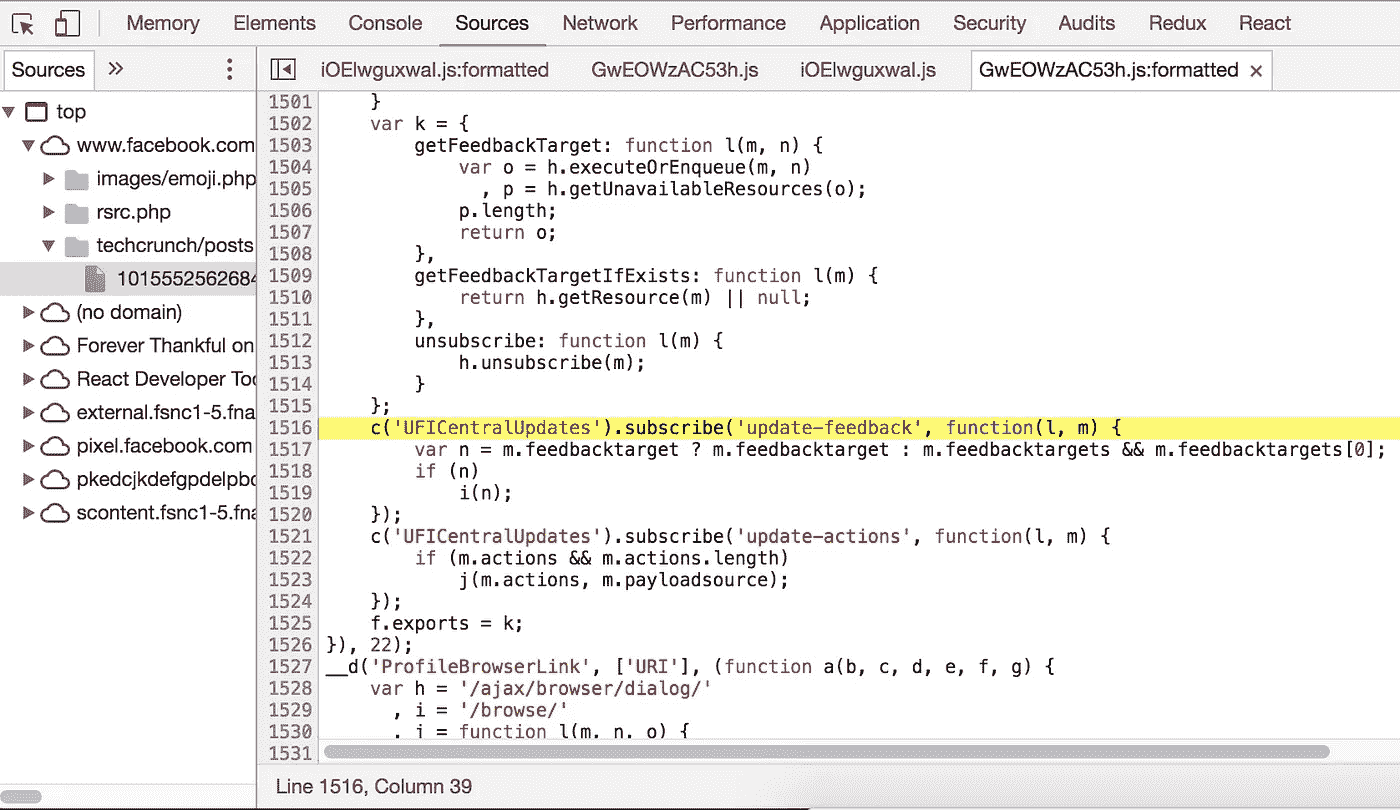 Memory Elements Console Sources Network Performance Application Security Audits Redux React
Sources » iOElwguxwal.js:formatted GwEOWzAC53h.js iOElwguxwal.js GwEOWzAC53h.js:formatted ×
top
www.facebook.com
images/emoji.php
rsrc.php
techcrunch/posts
1015552562684
(no domain)
Forever Thankful on
React Developer Too
external.fsnc1-5.fna
pixel.facebook.com
pkedcjkdefgpdelpbc
scontent.fsnc1-5.fna
1501     }
1502     var k = {
1503         getFeedbackTarget: function l(m, n) {
1504             var o = h.executeOrEnqueue(m, n)
1505               , p = h.getUnavailableResources(o);
1506             p.length;
1507             return o;
1508         },
1509         getFeedbackTargetIfExists: function l(m) {
1510             return h.getResource(m) || null;
1511         },
1512         unsubscribe: function l(m) {
1513             h.unsubscribe(m);
1514         }
1515     };
1516     c('UFICentralUpdates').subscribe('update-feedback', function(l, m) {
1517         var n = m.feedbacktarget ? m.feedbacktarget : m.feedbacktargets && m.feedbacktargets[0];
1518         if (n)
1519             i(n);
1520     });
1521     c('UFICentralUpdates').subscribe('update-actions', function(l, m) {
1522         if (m.actions && m.actions.length)
1523             j(m.actions, m.payloadsource);
1524     });
1525     f.exports = k;
1526 }), 22);
1527 __d('ProfileBrowserLink', ['URI'], (function a(b, c, d, e, f, g) {
1528     var h = '/ajax/browser/dialog/'
1529       , i = '/browse/'
1530       , j = function l(m, n, o) {
1531
Line 1516, Column 39